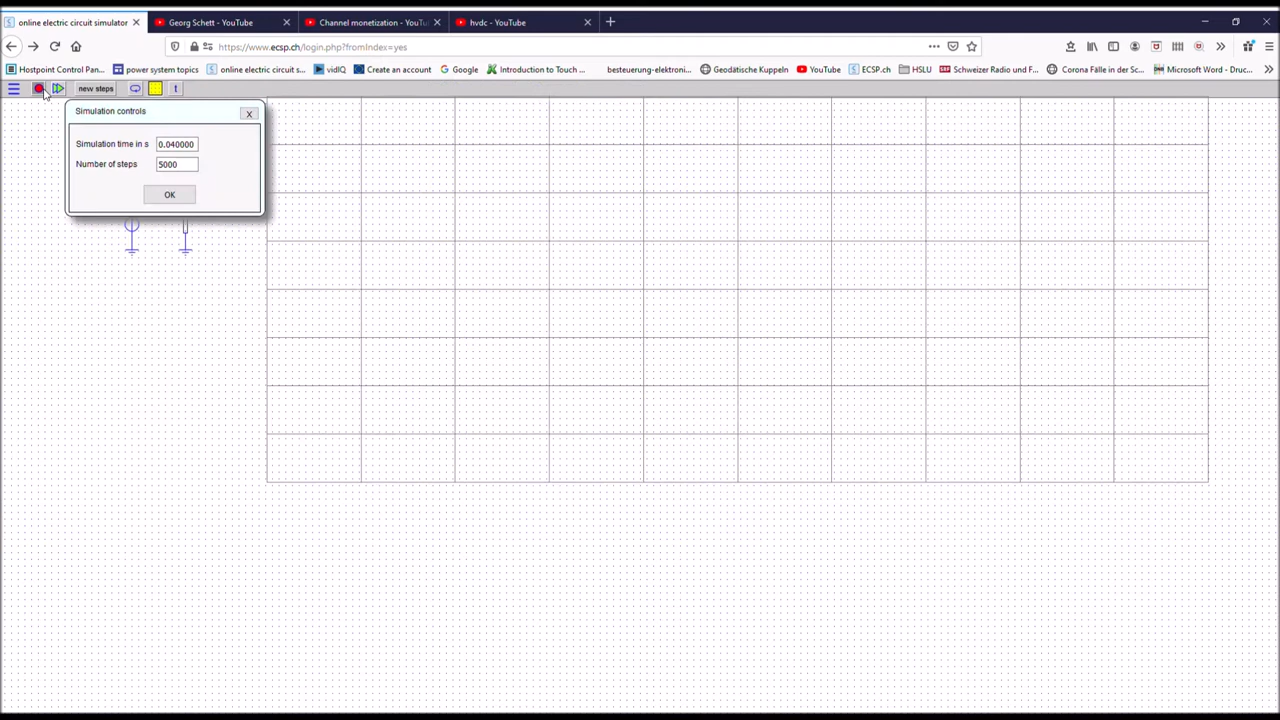 online electric circuit simulator
Georg Schett - YouTube
Channel monetization - YouTu
hvdc - YouTube
https://www.ecsp.ch/login.php?fromIndex=yes
Hostpoint Control Pan...
power system topics
online electric circuit s...
vidIQ
Create an account
Google
Introduction to Touch ...
besteuerung-elektroni...
Geodätische Kuppeln
YouTube
ECSP.ch
HSLU
Schweizer Radio und F...
Corona Fälle in der Sc...
Microsoft Word - Druc...
new steps
t
Simulation controls
X
Simulation time in s 0.040000
Number of steps 5000
OK